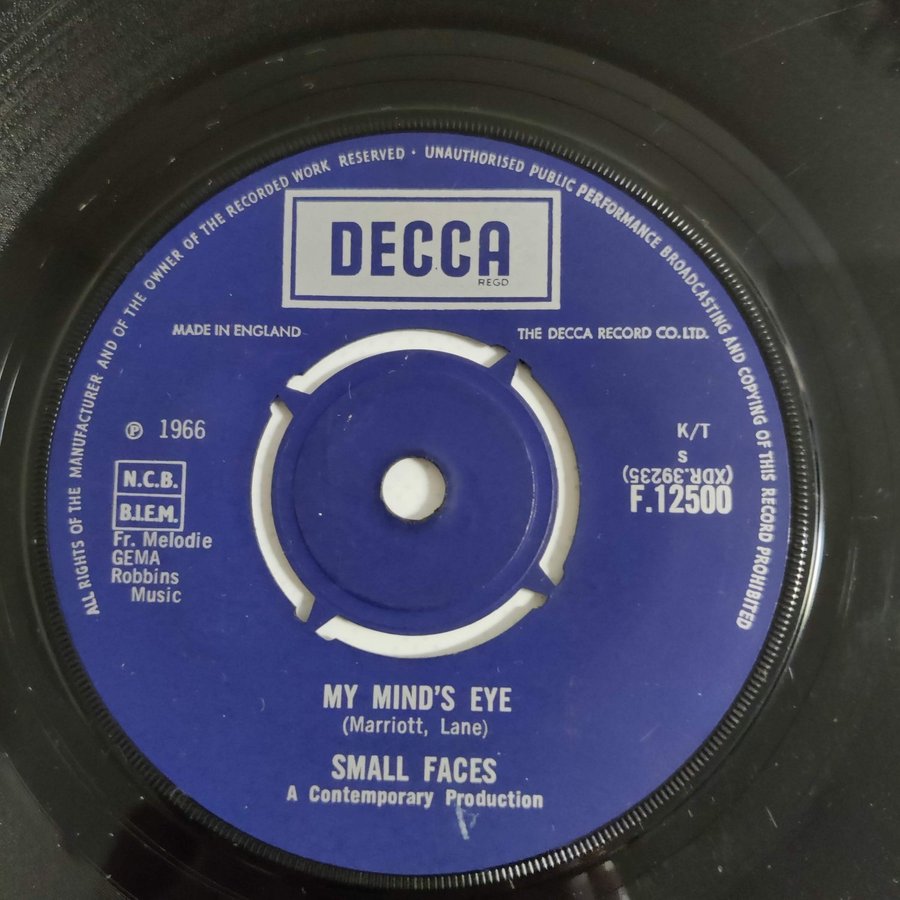 ALL RIGHTS OF THE MANUFACTURER AND OF THE OWNER OF THE RECORDED WORK RESERVED · UNAUTHORISED PUBLIC PERFORMANCE BROADCASTING AND COPYING OF THIS RECORD PROHIBITED
DECCA
REGD
MADE IN ENGLAND
THE DECCA RECORD CO. LTD.
℗ 1966
K/T
S
(XDR.39235)
F.12500
N.C.B.
B.I.E.M.
Fr. Melodie
GEMA
Robbins
Music
MY MIND'S EYE
(Marriott, Lane)
SMALL FACES
A Contemporary Production